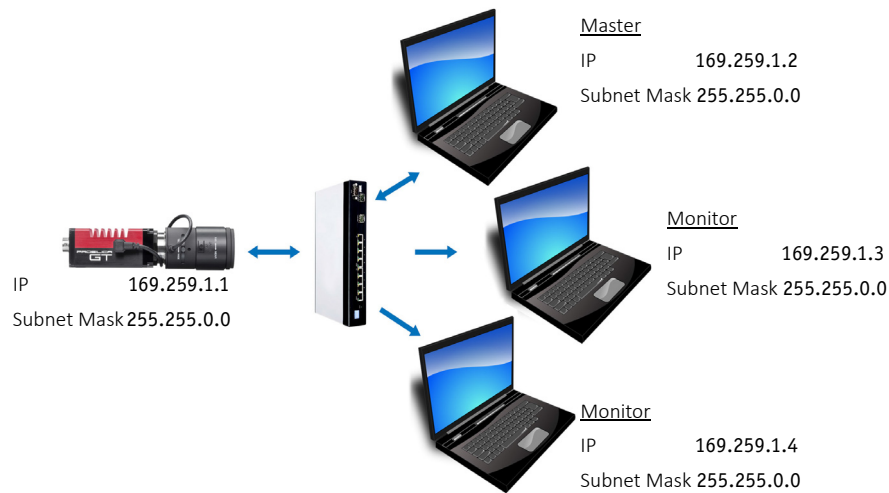 Master
IP 169.259.1.2
Subnet Mask 255.255.0.0
Monitor
IP 169.259.1.3
Subnet Mask 255.255.0.0
PROSILICA
GT
IP 169.259.1.1
Subnet Mask 255.255.0.0
Monitor
IP 169.259.1.4
Subnet Mask 255.255.0.0